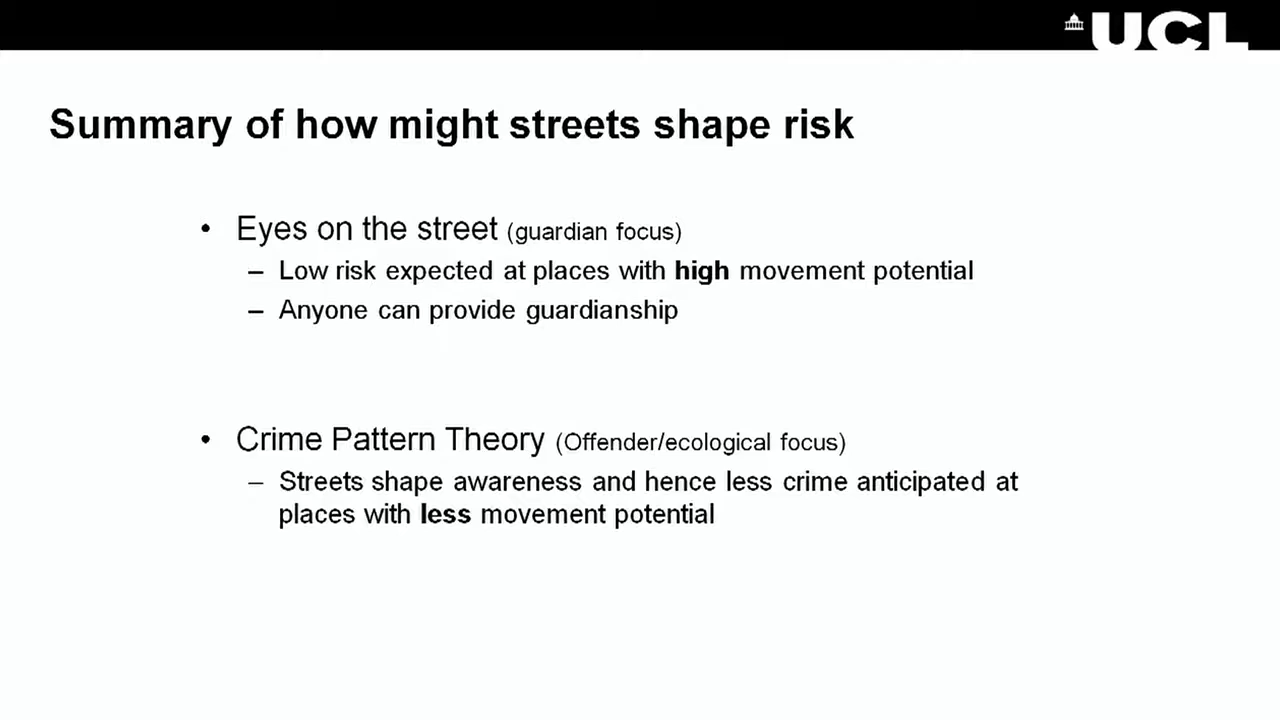 UCL
Summary of how might streets shape risk
• Eyes on the street (guardian focus)
– Low risk expected at places with high movement potential
– Anyone can provide guardianship
• Crime Pattern Theory (Offender/ecological focus)
– Streets shape awareness and hence less crime anticipated at
places with less movement potential